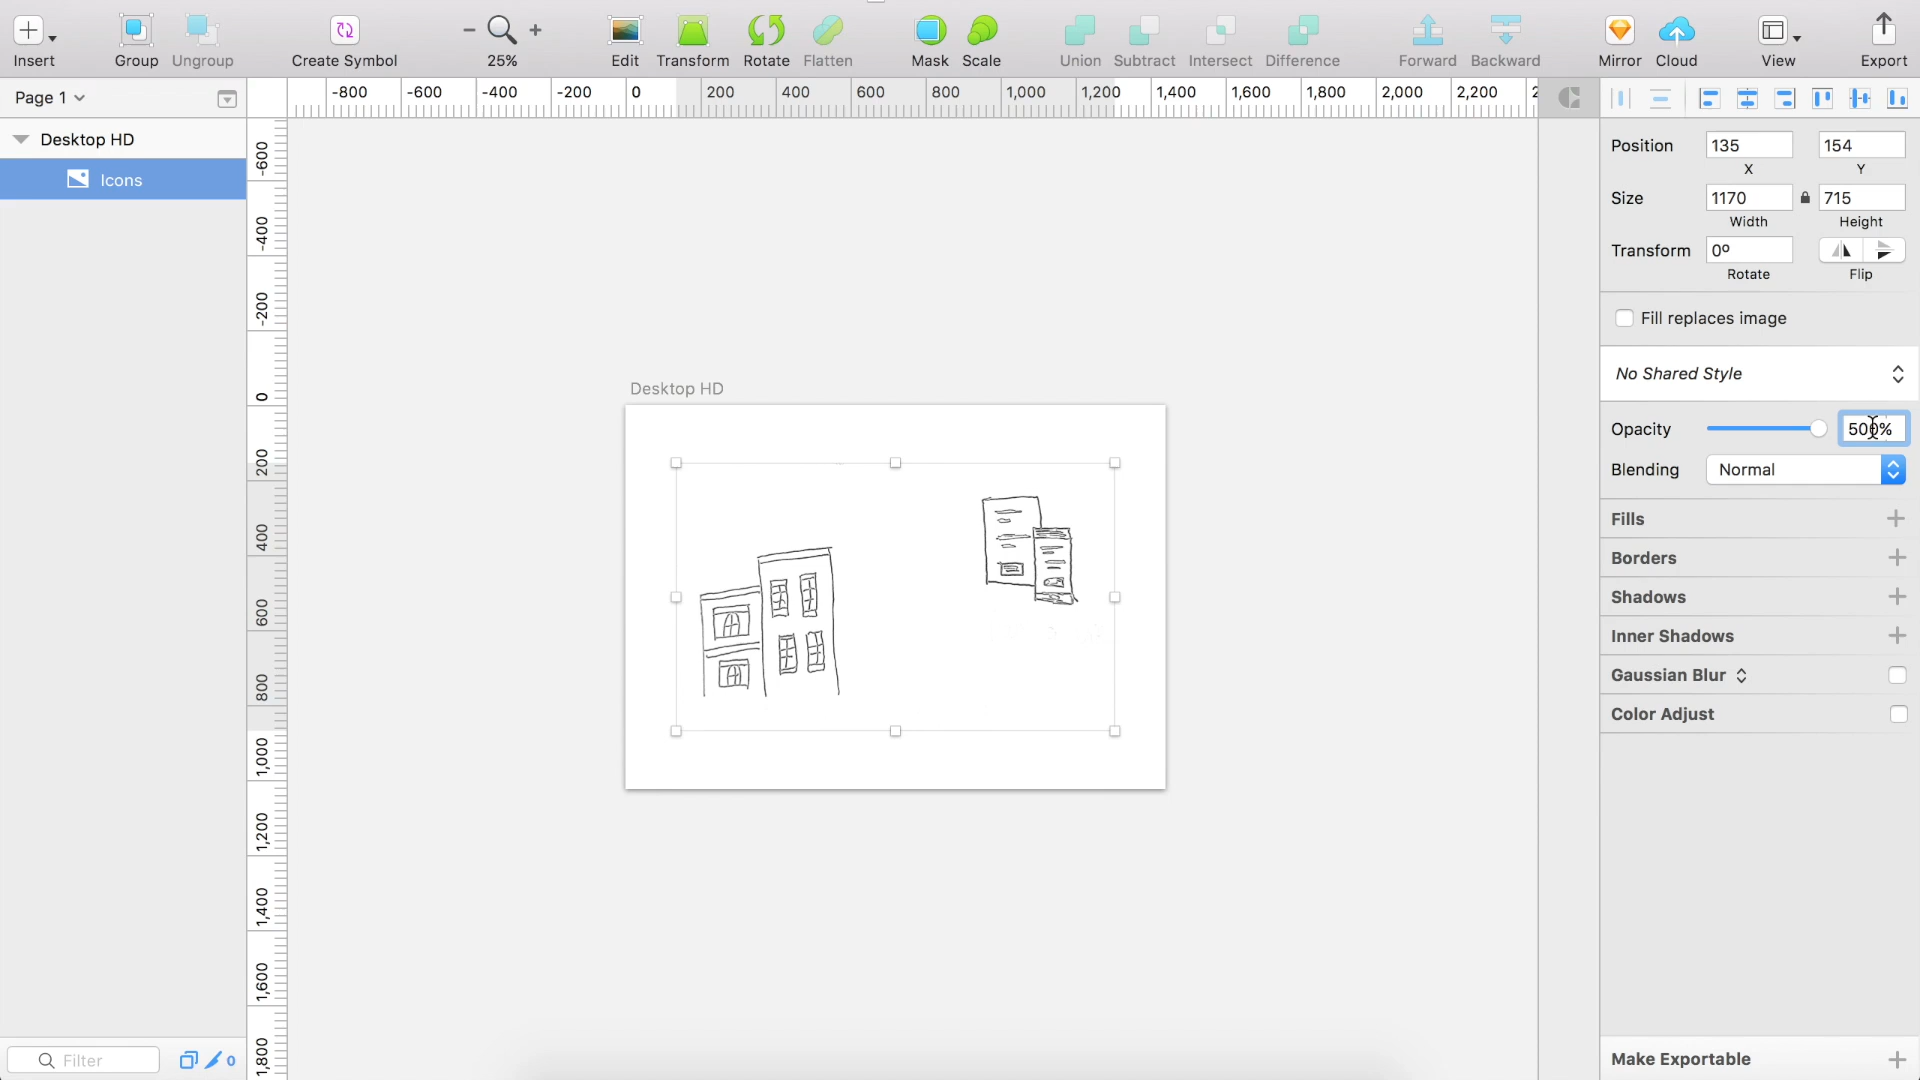 Insert
Group
Ungroup
Create Symbol
25%
Edit
Transform
Rotate
Flatten
Mask
Scale
Union
Subtract
Intersect
Difference
Forward
Backward
Mirror
Cloud
View
Export
Page 1
-800 -600 -400 -200 0 200 400 600 800 1,000 1,200 1,400 1,600 1,800 2,000 2,200 2
Desktop HD
Icons
-600
-400
-200
0
200
400
600
800
1,000
1,200
1,400
1,600
1,800
Desktop HD
Position 135 154
X Y
Size 1170 715
Width Height
Transform 0º
Rotate Flip
Fill replaces image
No Shared Style
Opacity 500%
Blending Normal
Fills
Borders
Shadows
Inner Shadows
Gaussian Blur
Color Adjust
Make Exportable
Filter
0